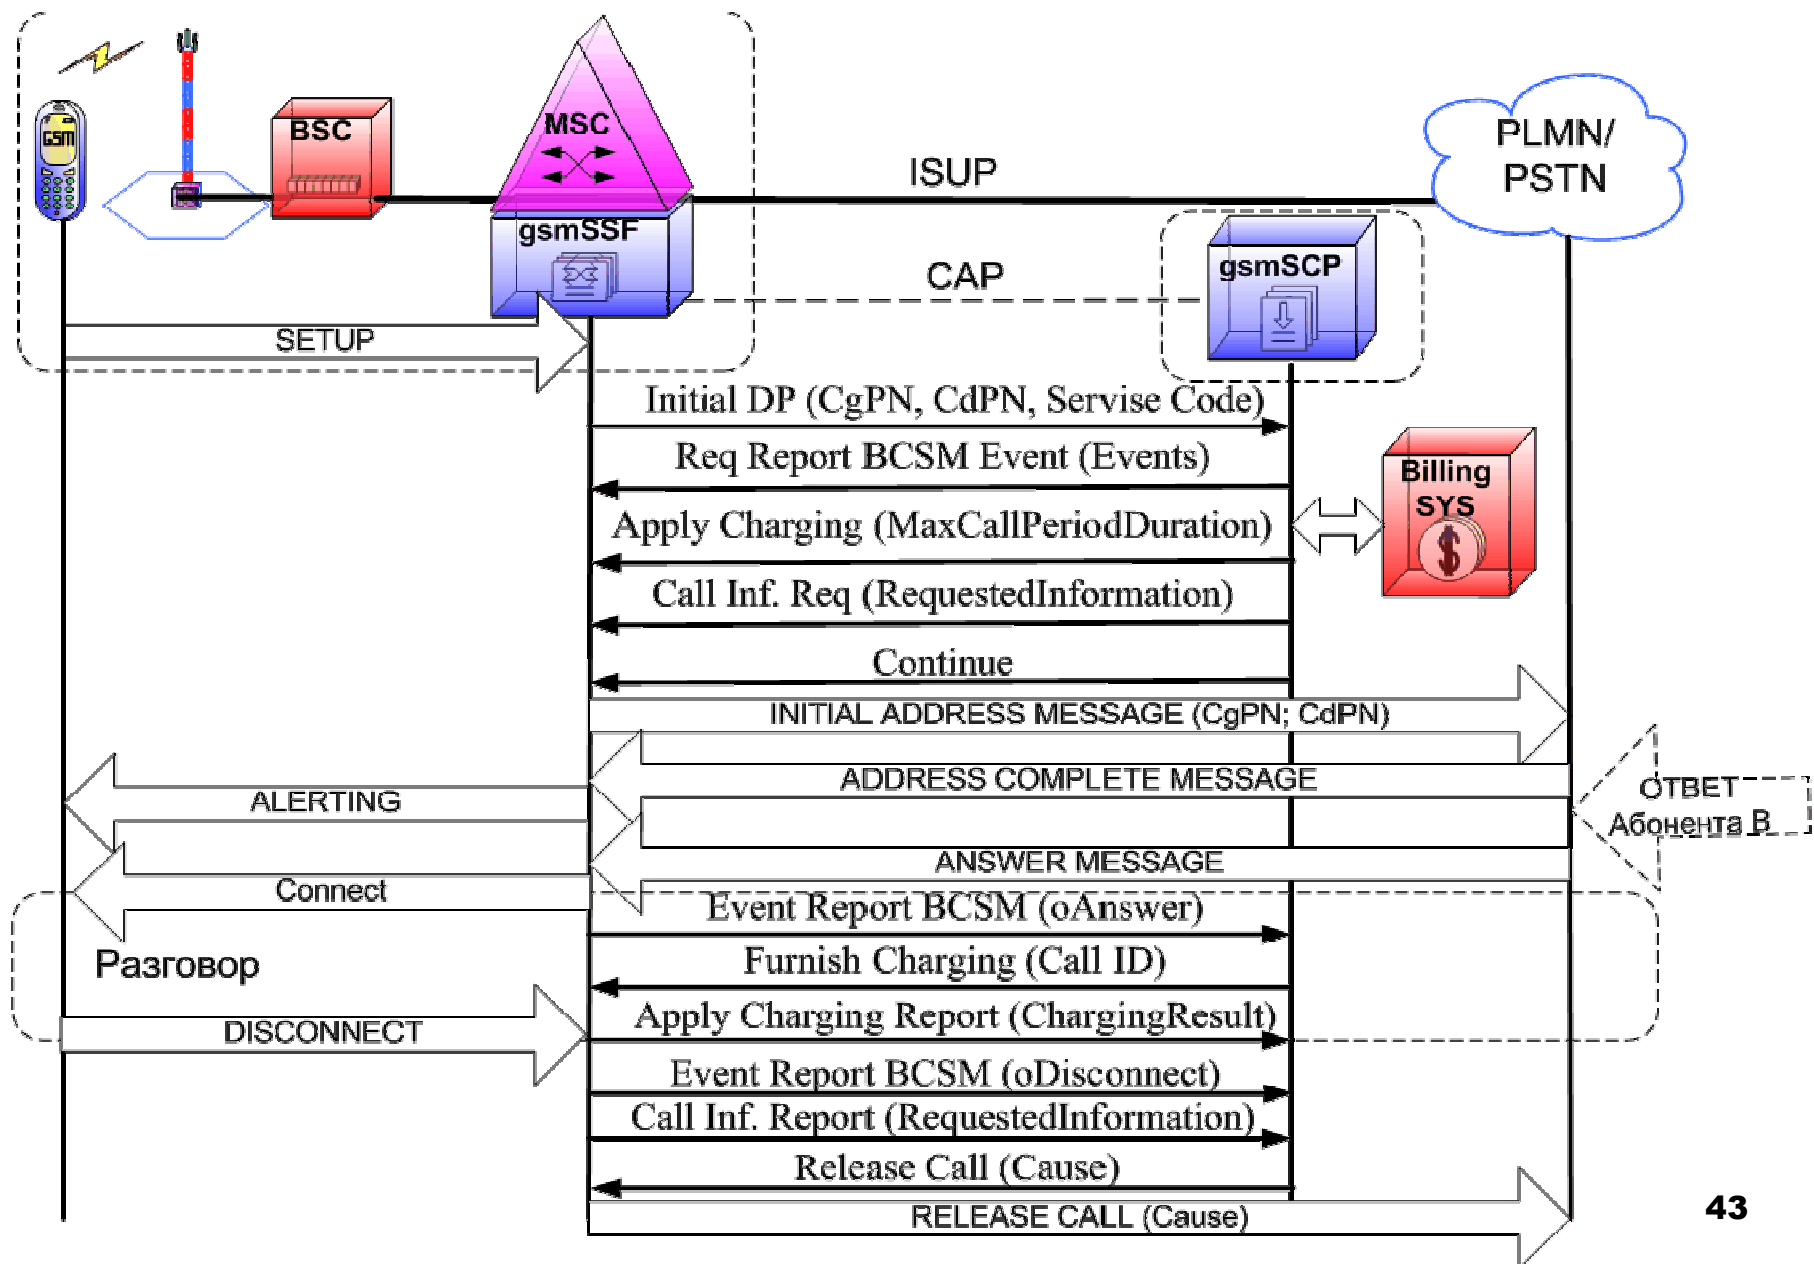 GSM
BSC
MSC
ISUP
PLMN/
PSTN
gsmSSF
CAP
gsmSCP
SETUP
Initial DP (CgPN, CdPN, Servise Code)
Req Report BCSM Event (Events)
Billing
SYS
$
Apply Charging (MaxCallPeriodDuration)
Call Inf. Req (RequestedInformation)
Continue
INITIAL ADDRESS MESSAGE (CgPN; CdPN)
ADDRESS COMPLETE MESSAGE
ALERTING
ОТВЕТ
Абонента В
ANSWER MESSAGE
Connect
Event Report BCSM (oAnswer)
Разговор
Furnish Charging (Call ID)
DISCONNECT
Apply Charging Report (ChargingResult)
Event Report BCSM (oDisconnect)
Call Inf. Report (RequestedInformation)
Release Call (Cause)
RELEASE CALL (Cause)
43